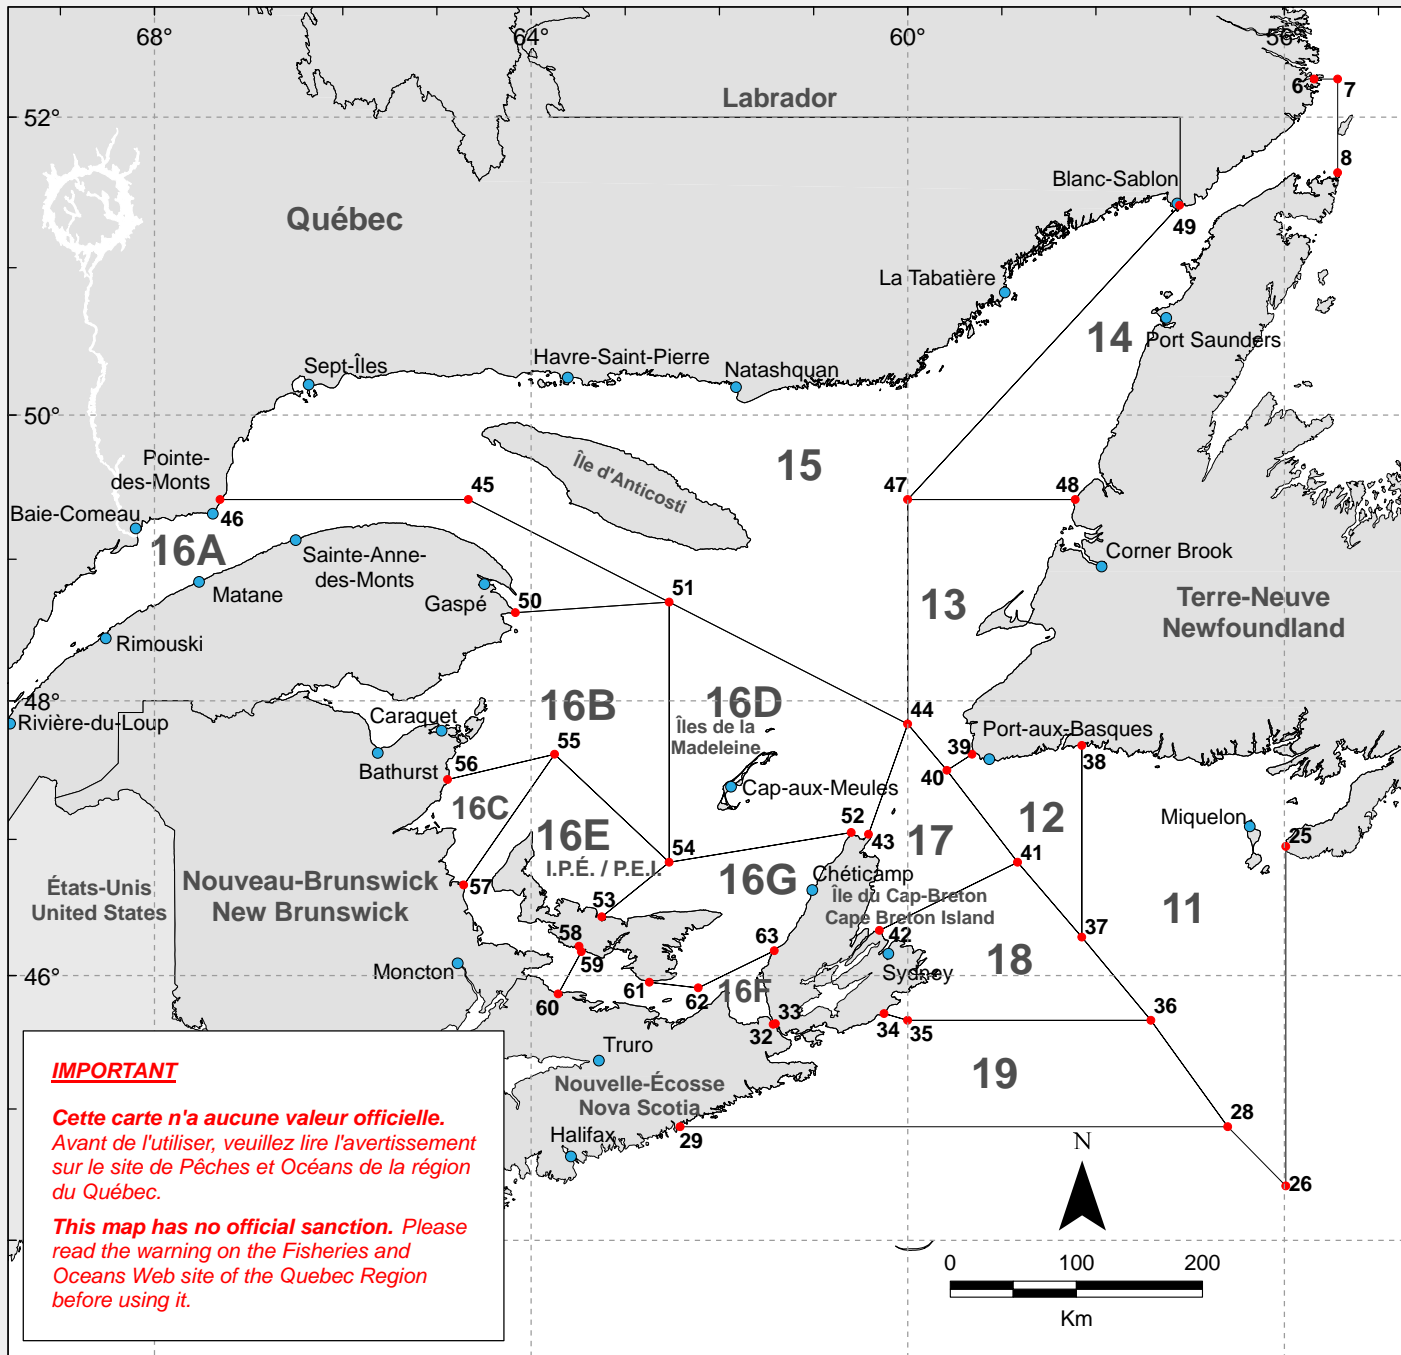 68°
64°
60°
56°
6
7
Labrador
52°
8
Blanc-Sablon
Québec
49
La Tabatière
14
Port Saunders
Havre-Saint-Pierre
Sept-Îles
Natashquan
50°
Pointe-
des-Monts
Île d'Anticosti
15
45
47
48
Baie-Comeau
46
16A
Sainte-Anne-
des-Monts
Corner Brook
Matane
Gaspé
50
51
13
Terre-Neuve
Newfoundland
Rimouski
48°
Rivière-du-Loup
Caraquet
16B
16D
Îles de la
Madeleine
44
Port-aux-Basques
39
38
55
40
56
Bathurst
Cap-aux-Meules
16C
12
Miquelon
25
52
43
17
16E
I.P.É. / P.E.I.
54
41
États-Unis
United States
Nouveau-Brunswick
New Brunswick
57
16G
Chéticamp
Île du Cap-Breton
Cape Breton Island
11
53
42
37
58
59
63
18
46°
Moncton
Sydney
61
62
16F
60
33
32
34
35
36
Truro
19
Nouvelle-Écosse
Nova Scotia
29
28
Halifax
N
26
IMPORTANT
Cette carte n'a aucune valeur officielle.
Avant de l'utiliser, veuillez lire l'avertissement
sur le site de Pêches et Océans de la région
du Québec.
This map has no official sanction. Please
read the warning on the Fisheries and
Oceans Web site of the Quebec Region
before using it.
0 100 200
Km